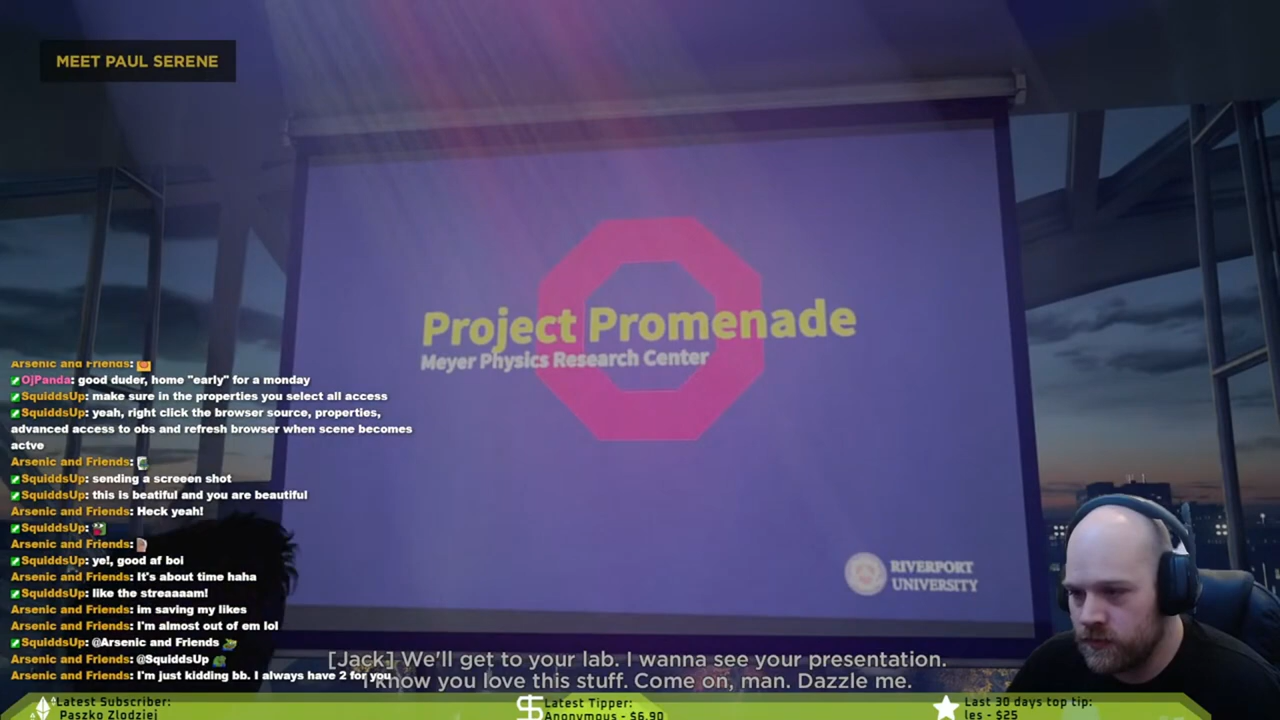 MEET PAUL SERENE
Project Promenade
Meyer Physics Research Center
RIVERPORT
UNIVERSITY
Arsenic and Friends:
OjPanda: good duder, home "early" for a monday
SquiddsUp: make sure in the properties you select all access
SquiddsUp: yeah, right click the browser source, properties,
advanced access to obs and refresh browser when scene becomes
actve
Arsenic and Friends:
SquiddsUp: sending a screeen shot
SquiddsUp: this is beatiful and you are beautiful
Arsenic and Friends: Heck yeah!
SquiddsUp:
Arsenic and Friends:
SquiddsUp: ye!, good af boi
Arsenic and Friends: It's about time haha
SquiddsUp: like the streaaaam!
Arsenic and Friends: im saving my likes
Arsenic and Friends: I'm almost out of em lol
SquiddsUp: @Arsenic and Friends
Arsenic and Friends: @SquiddsUp
Arsenic and Friends: I'm just kidding bb. I always have 2 for you
[Jack] We'll get to your lab. I wanna see your presentation.
I know you love this stuff. Come on, man. Dazzle me.
Latest Subscriber:
Paszko Zlodziej
Latest Tipper:
Anonymous - $6.90
Last 30 days top tip:
les - $25